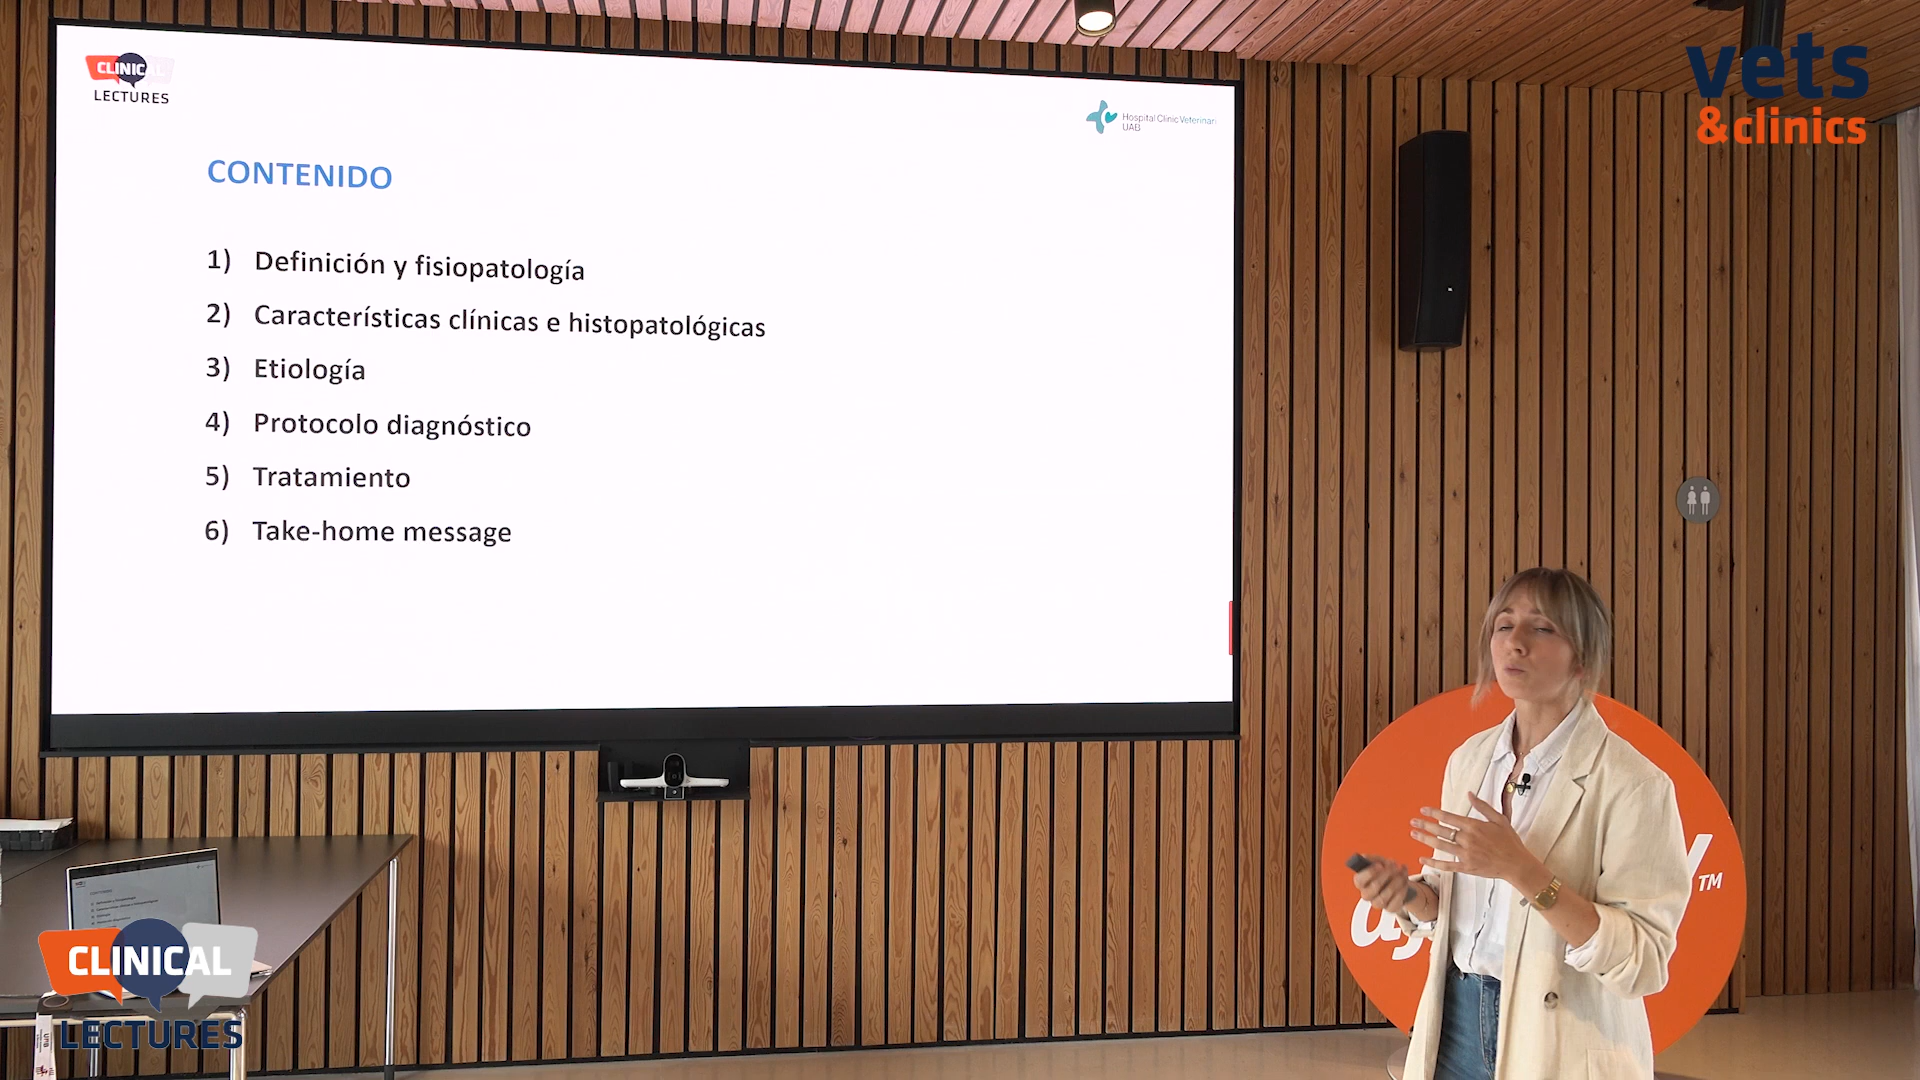 CLINICAL
LECTURES
Hospital Clínic Veterinari
UAB
vets
&clinics
CONTENIDO
1) Definición y fisiopatología
2) Características clínicas e histopatológicas
3) Etiología
4) Protocolo diagnóstico
5) Tratamiento
6) Take-home message
TM
CLINICAL
LECTURES